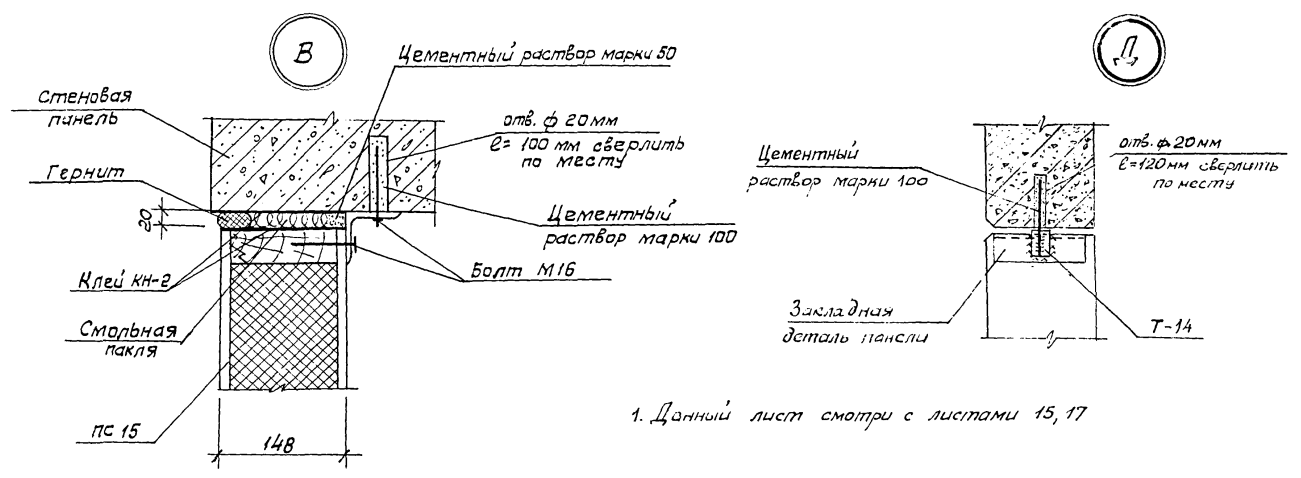 В
Цементный раствор марки 50
Стеновая
панель
отв. ф 20 мм
ℓ= 100 мм сверлить
по месту
Гернит
20
Цементный
раствор марки 100
Клей КН-2
Болт М16
Смольная
пакля
ПС 15
148
Д
Цементный
раствор марки 100
отв. ф 20мм
ℓ=120мм сверлить
по месту
Закладная
деталь панели
Т-14
1. Данный лист смотри с листами 15, 17